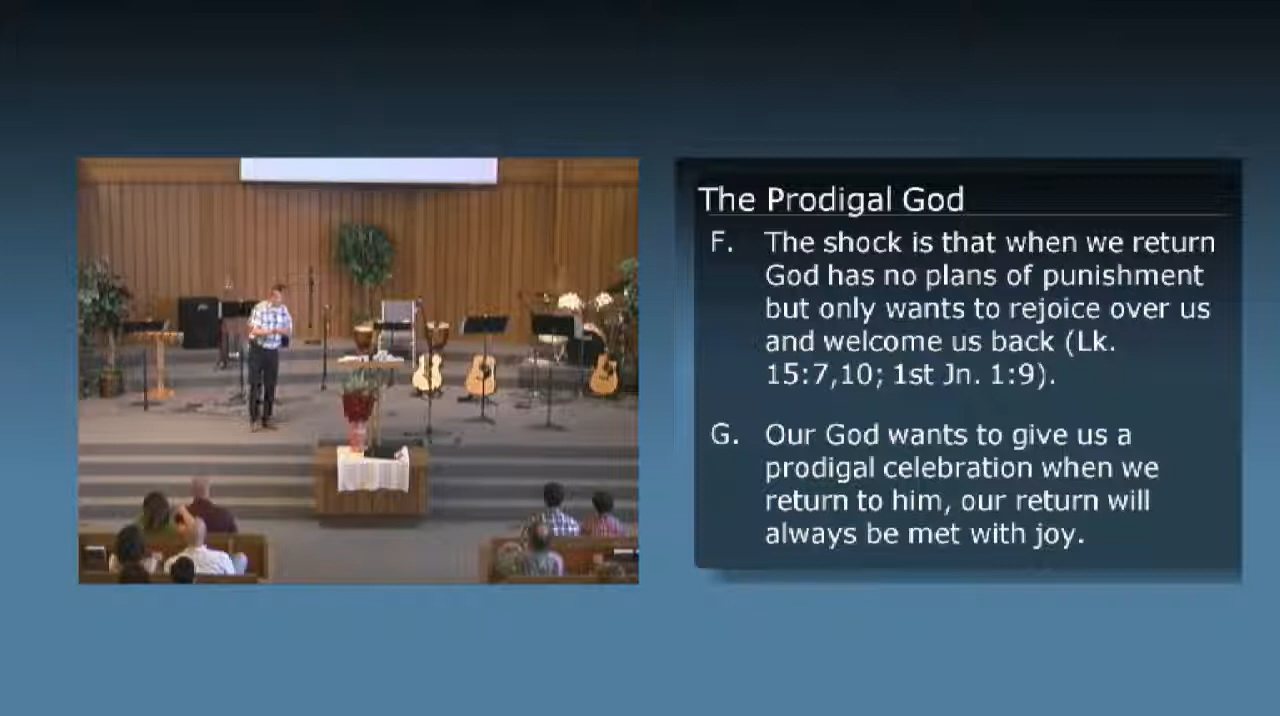 The Prodigal God
F. The shock is that when we return
God has no plans of punishment
but only wants to rejoice over us
and welcome us back (Lk.
15:7,10; 1st Jn. 1:9).
G. Our God wants to give us a
prodigal celebration when we
return to him, our return will
always be met with joy.